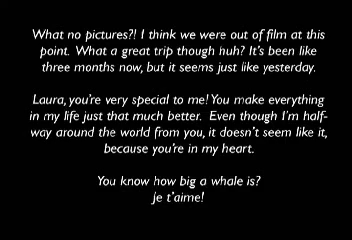 What no pictures?! I think we were out of film at this
point. What a great trip though huh? It's been like
three months now, but it seems just like yesterday.
Laura, you're very special to me! You make everything
in my life just that much better. Even though I'm half-
way around the world from you, it doesn't seem like it,
because you're in my heart.
You know how big a whale is?
Je t'aime!